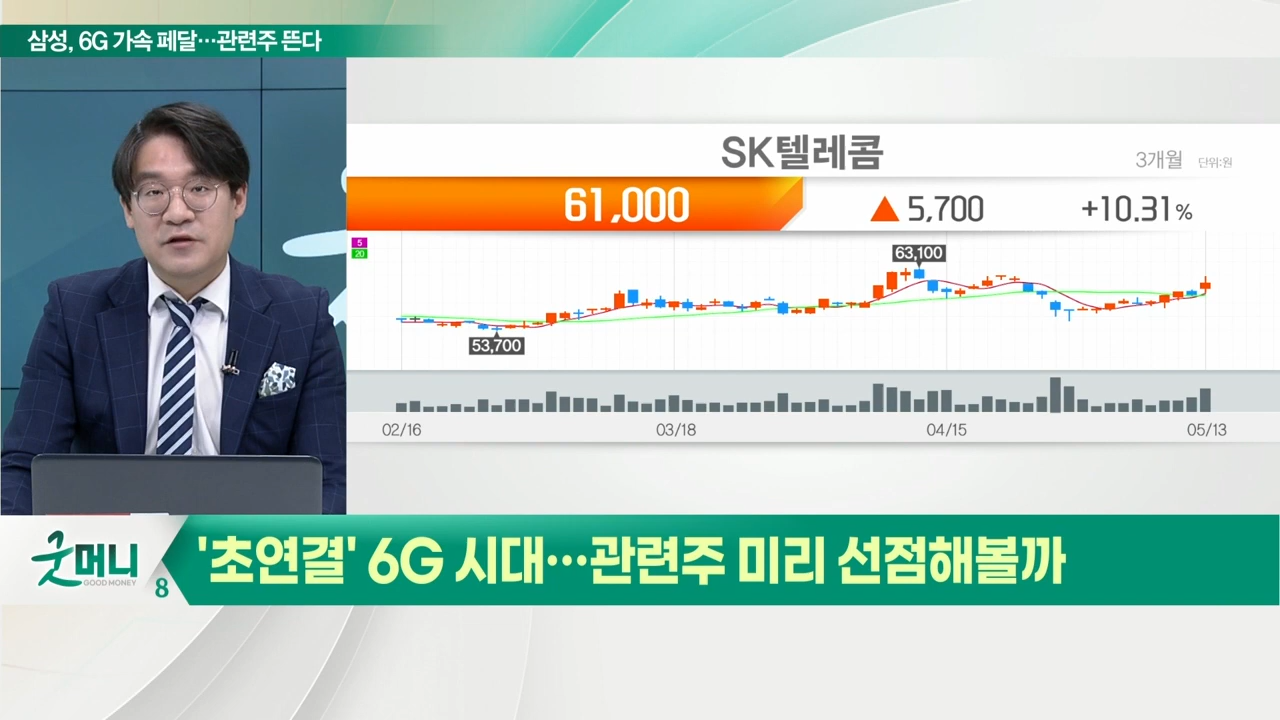 삼성, 6G 가속 페달…관련주 뜬다
SK텔레콤
3개월 단위:원
61,000 ▲ 5,700 +10.31%
5
20
63,100
53,700
02/16 03/18 04/15 05/13
굿머니
GOOD MONEY
8
'초연결' 6G 시대…관련주 미리 선점해볼까